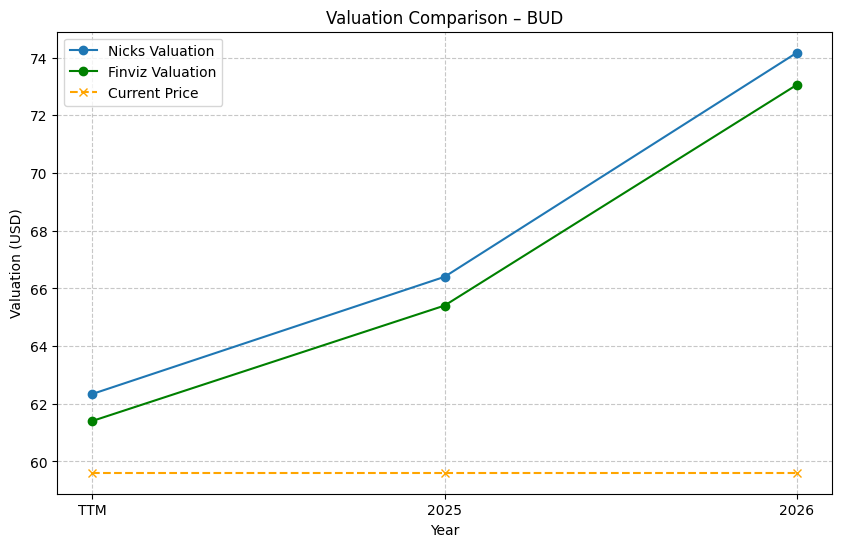 Valuation Comparison – BUD
Nicks Valuation
Finviz Valuation
Current Price
Valuation (USD)
74
72
70
68
66
64
62
60
TTM
2025
2026
Year